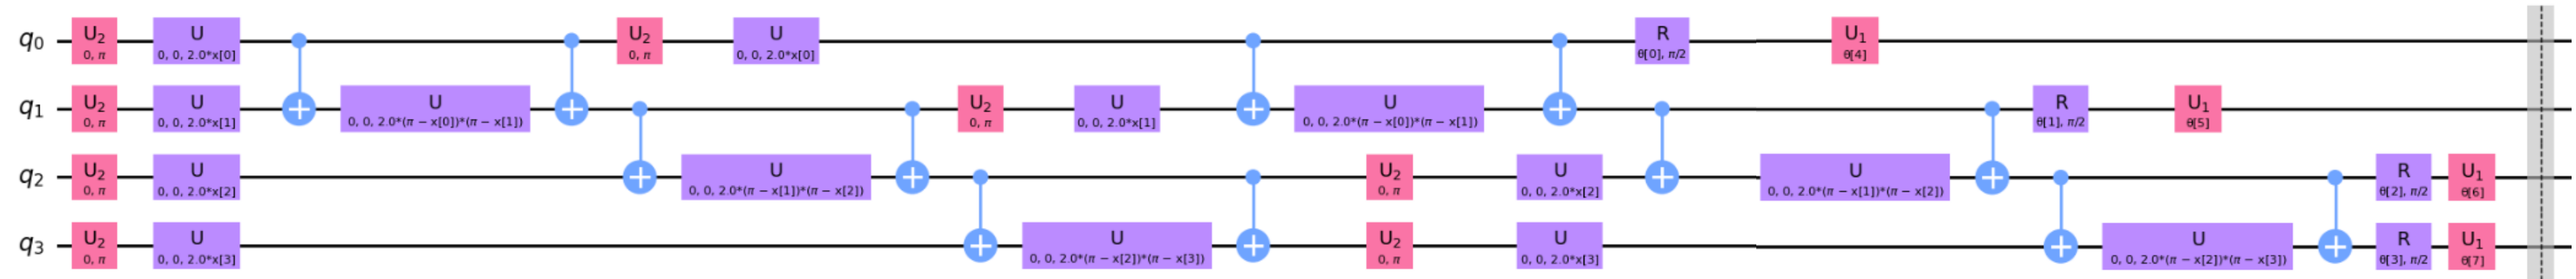 q0 U2 U U2 U R U1
0, π 0, 0, 2.0*x[0] 0, π 0, 0, 2.0*x[0] θ[0], π/2 θ[4]
q1 U2 U U U2 U U R U1
0, π 0, 0, 2.0*x[1] 0, 0, 2.0*(π − x[0])*(π − x[1]) 0, π 0, 0, 2.0*x[1] 0, 0, 2.0*(π − x[0])*(π − x[1]) θ[1], π/2 θ[5]
q2 U2 U U U2 U U R U1
0, π 0, 0, 2.0*x[2] 0, 0, 2.0*(π − x[1])*(π − x[2]) 0, π 0, 0, 2.0*x[2] 0, 0, 2.0*(π − x[1])*(π − x[2]) θ[2], π/2 θ[6]
q3 U2 U U U2 U U R U1
0, π 0, 0, 2.0*x[3] 0, 0, 2.0*(π − x[2])*(π − x[3]) 0, π 0, 0, 2.0*x[3] 0, 0, 2.0*(π − x[2])*(π − x[3]) θ[3], π/2 θ[7]